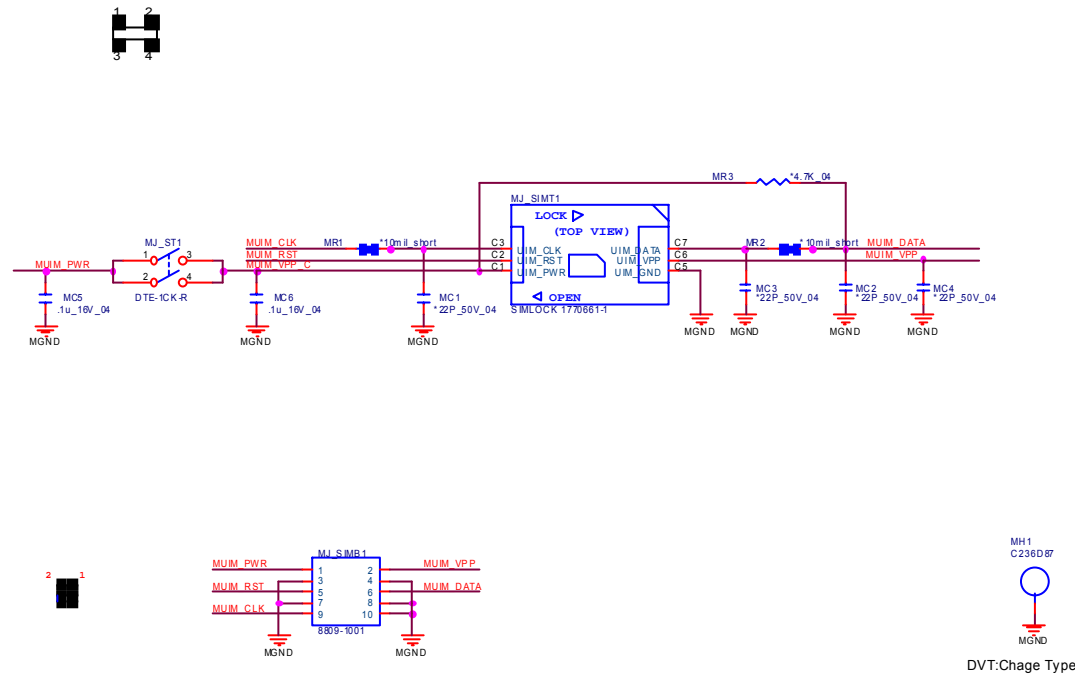 1 2
3 4
MR3 *4.7K_04
MJ_SIMT1
LOCK
(TOP VIEW)
MJ_ST1
MUIM_CLK MR1 *10mil_short C3 UIM_CLK UIM_DATA C7 MR2 *10mil_short MUIM_DATA
MUIM_RST C2 UIM_RST UIM_VPP C6 MUIM_VPP
MUIM_PWR 1 3 MUIM_VPP_C C1 UIM_PWR UIM_GND C5
2 4
MC5 DTE-1CK-R MC6 MC1 OPEN MC3 MC2 MC4
.1u_16V_04 .1u_16V_04 *22P_50V_04 SIMLOCK 1770661-1 *22P_50V_04 *22P_50V_04 *22P_50V_04
MGND MGND MGND MGND MGND MGND MGND
MJ_SIMB1
MUIM_PWR 1 2 MUIM_VPP
3 4
MUIM_RST 5 6 MUIM_DATA
7 8
MUIM_CLK 9 10
8809-1001
MGND MGND
2 1
MH1
C236D87
MGND
DVT:Chage Type